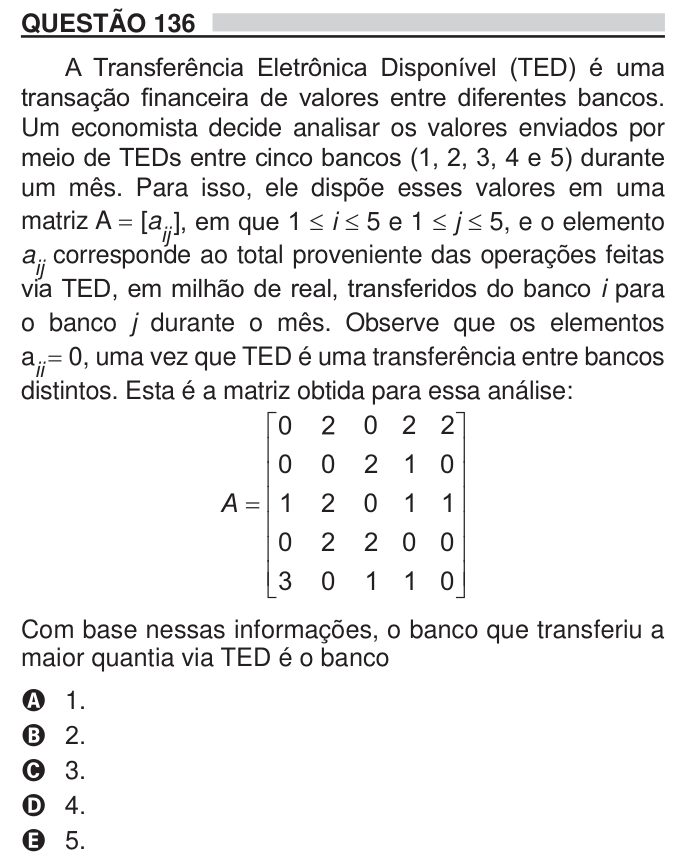 QUESTÃO 136
A Transferência Eletrônica Disponível (TED) é uma
transação financeira de valores entre diferentes bancos.
Um economista decide analisar os valores enviados por
meio de TEDs entre cinco bancos (1, 2, 3, 4 e 5) durante
um mês. Para isso, ele dispõe esses valores em uma
matriz A = [aij], em que 1 ≤ i ≤ 5 e 1 ≤ j ≤ 5, e o elemento
aij corresponde ao total proveniente das operações feitas
via TED, em milhão de real, transferidos do banco i para
o banco j durante o mês. Observe que os elementos
aii = 0, uma vez que TED é uma transferência entre bancos
distintos. Esta é a matriz obtida para essa análise:
0 2 0 2 2
0 0 2 1 0
A = 1 2 0 1 1
0 2 2 0 0
3 0 1 1 0
Com base nessas informações, o banco que transferiu a
maior quantia via TED é o banco
A 1.
B 2.
C 3.
D 4.
E 5.